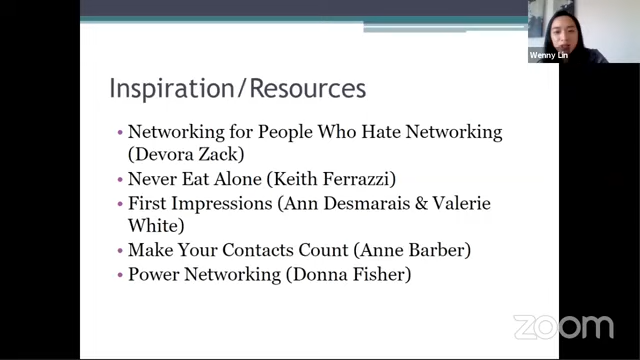 Wenny Lin
Inspiration/Resources
• Networking for People Who Hate Networking
(Devora Zack)
• Never Eat Alone (Keith Ferrazzi)
• First Impressions (Ann Desmarais & Valerie
White)
• Make Your Contacts Count (Anne Barber)
• Power Networking (Donna Fisher)
zoom